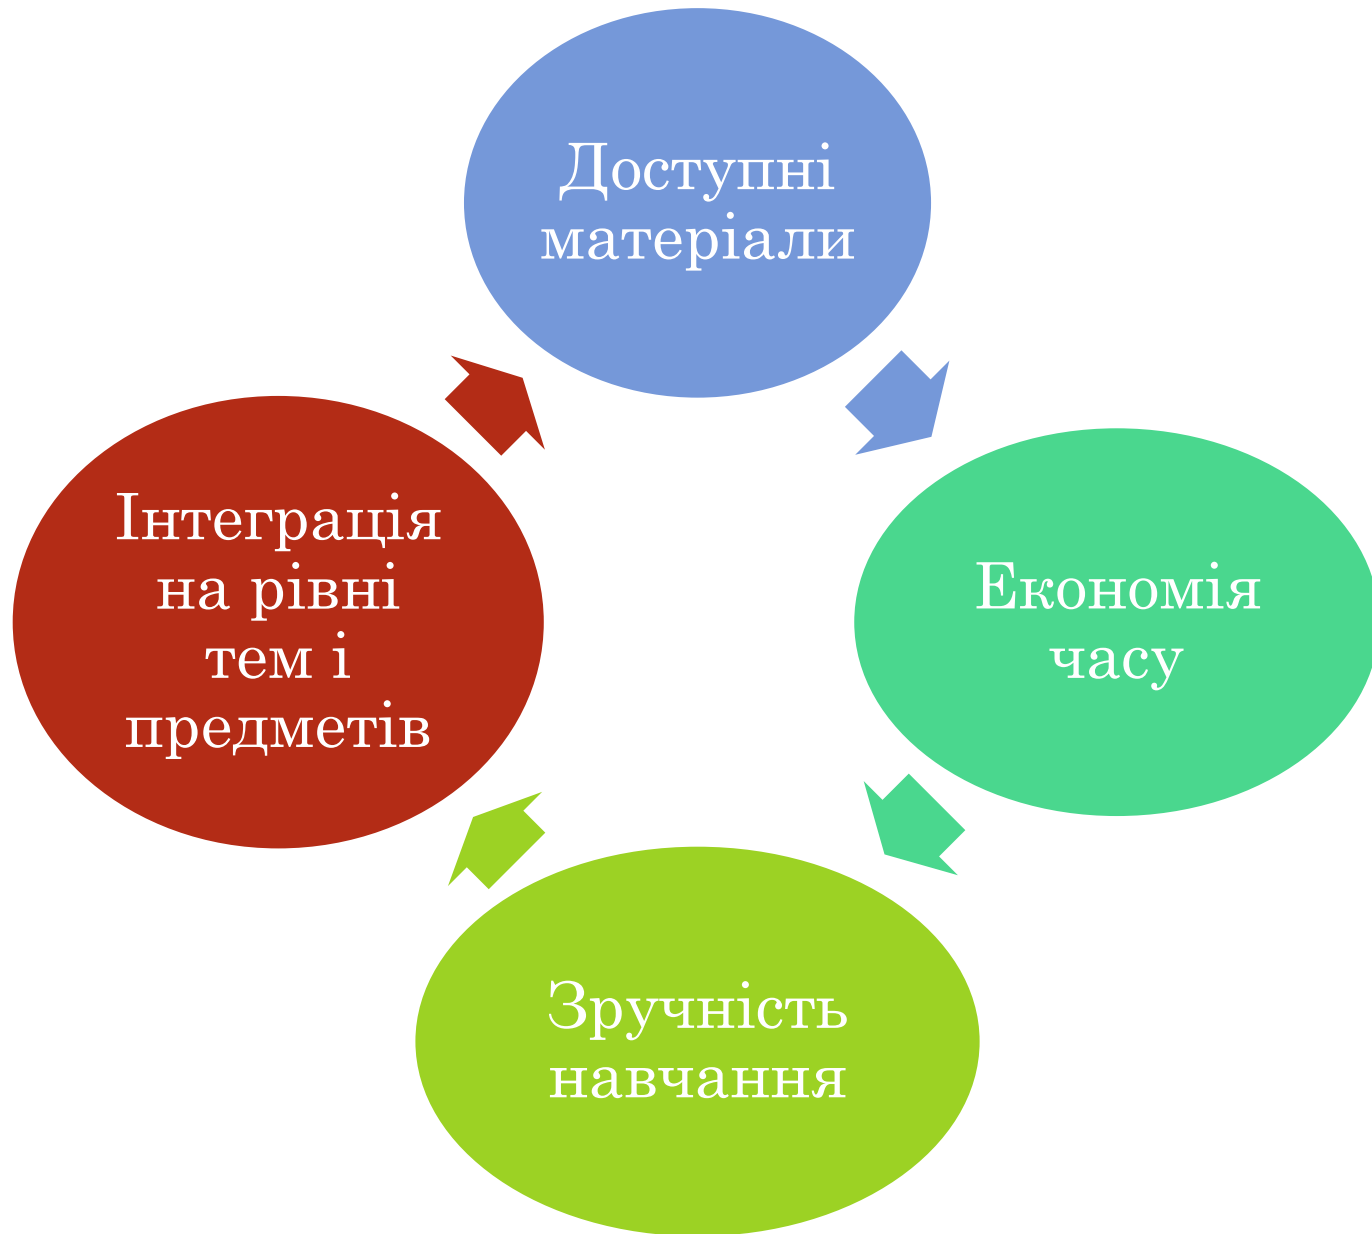 Доступні
матеріали
Економія
часу
Зручність
навчання
Інтеграція
на рівні
тем і
предметів